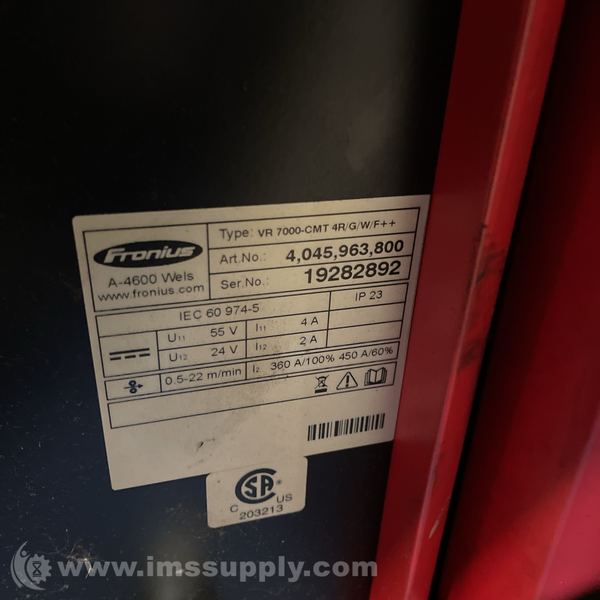 Fronius
A-4600 Wels
www.fronius.com
Type: VR 7000-CMT 4R/G/W/F++
Art.No.: 4,045,963,800
Ser.No.: 19282892
IEC 60 974-5
IP 23
U11 55 V I11 4 A
U12 24 V I12 2 A
0.5-22 m/min I2 360 A/100% 450 A/60%
CSA
C US
203213
www.imssupply.com